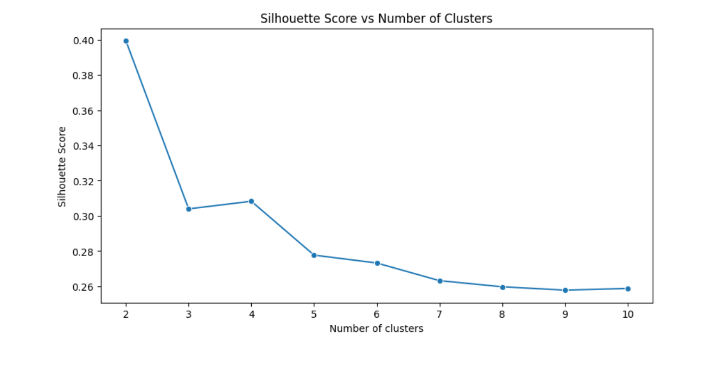 Silhouette Score vs Number of Clusters
Silhouette Score
0.40
0.38
0.36
0.34
0.32
0.30
0.28
0.26
2 3 4 5 6 7 8 9 10
Number of clusters